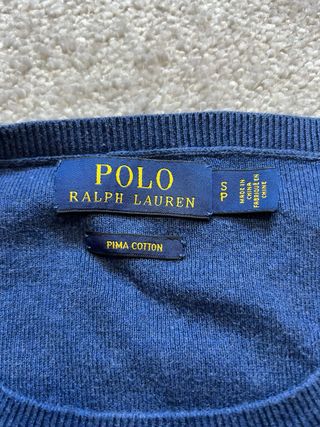 POLO
RALPH LAUREN
S
P
MADE IN
CHINA
FABRIQUÉ EN
CHINE
PIMA COTTON